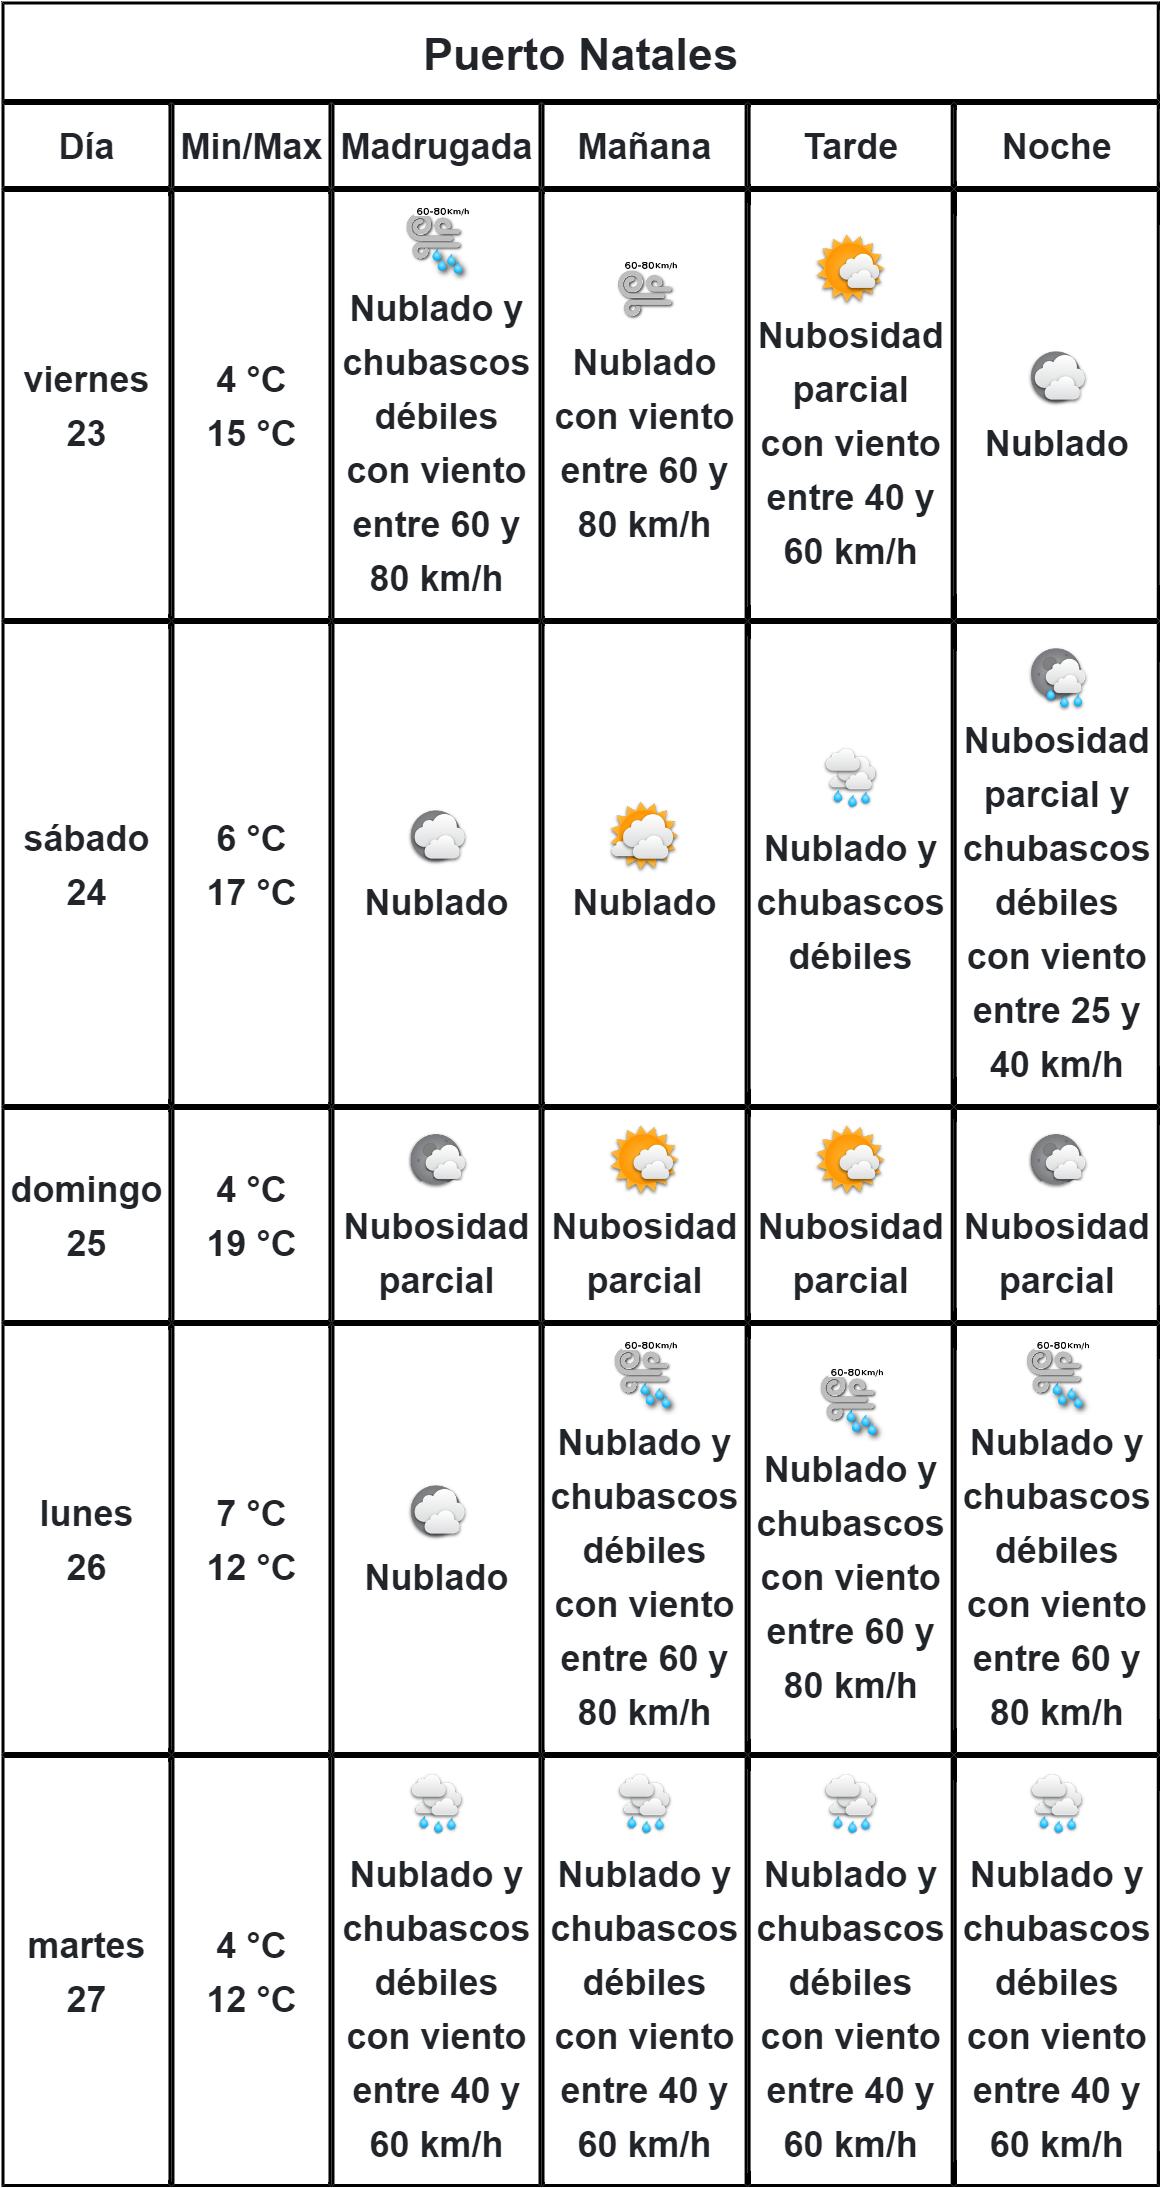 Puerto Natales
Día Min/Max Madrugada Mañana Tarde Noche
viernes
23
4 °C
15 °C
60-80Km/h
Nublado y
chubascos
débiles
con viento
entre 60 y
80 km/h
60-80Km/h
Nublado
con viento
entre 60 y
80 km/h
Nubosidad
parcial
con viento
entre 40 y
60 km/h
Nublado
sábado
24
6 °C
17 °C
Nublado
Nublado
Nublado y
chubascos
débiles
Nubosidad
parcial y
chubascos
débiles
con viento
entre 25 y
40 km/h
domingo
25
4 °C
19 °C
Nubosidad
parcial
Nubosidad
parcial
Nubosidad
parcial
Nubosidad
parcial
lunes
26
7 °C
12 °C
Nublado
60-80Km/h
Nublado y
chubascos
débiles
con viento
entre 60 y
80 km/h
60-80Km/h
Nublado y
chubascos
con viento
entre 60 y
80 km/h
60-80Km/h
Nublado y
chubascos
débiles
con viento
entre 60 y
80 km/h
martes
27
4 °C
12 °C
Nublado y
chubascos
débiles
con viento
entre 40 y
60 km/h
Nublado y
chubascos
débiles
con viento
entre 40 y
60 km/h
Nublado y
chubascos
débiles
con viento
entre 40 y
60 km/h
Nublado y
chubascos
débiles
con viento
entre 40 y
60 km/h